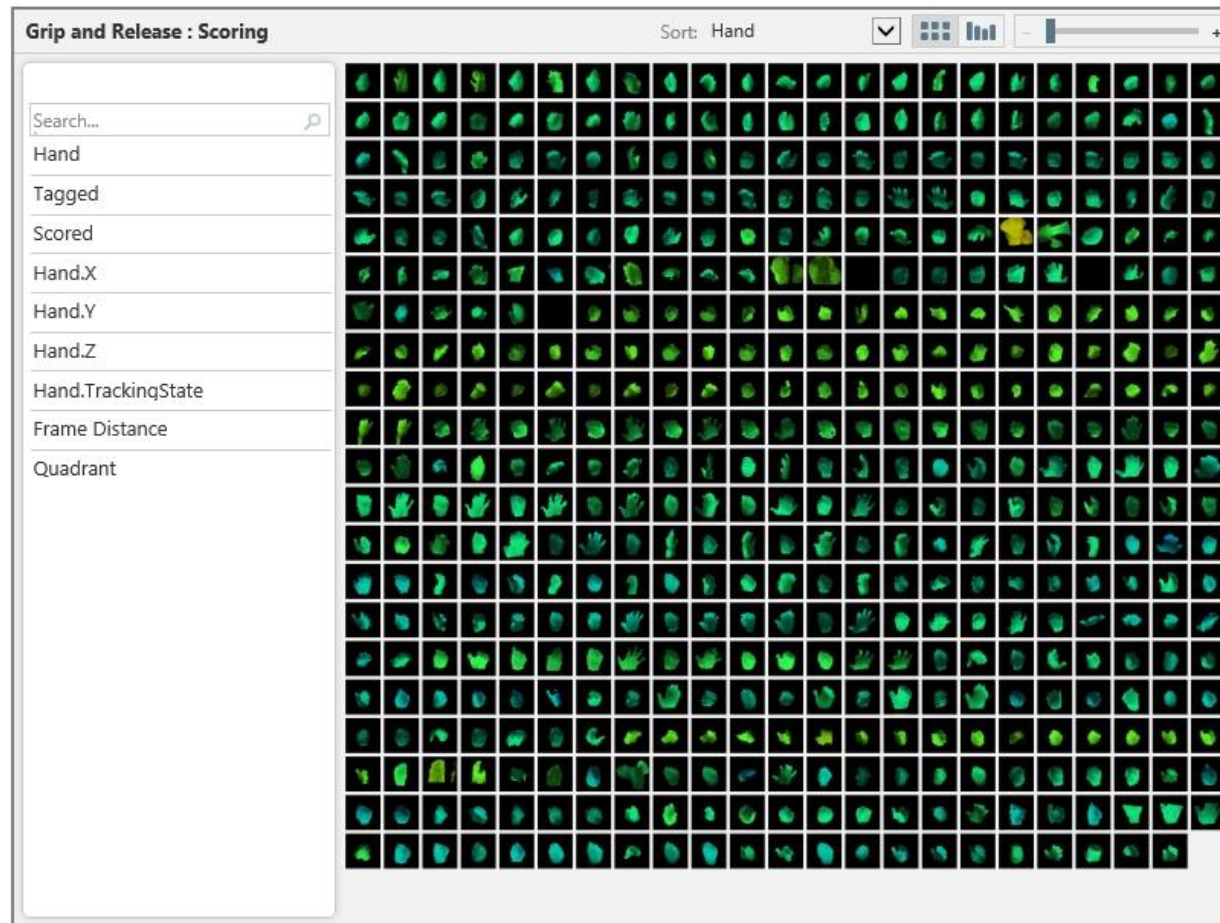 Grip and Release : Scoring
Sort: Hand
Search...
Hand
Tagged
Scored
Hand.X
Hand.Y
Hand.Z
Hand.TrackingState
Frame Distance
Quadrant